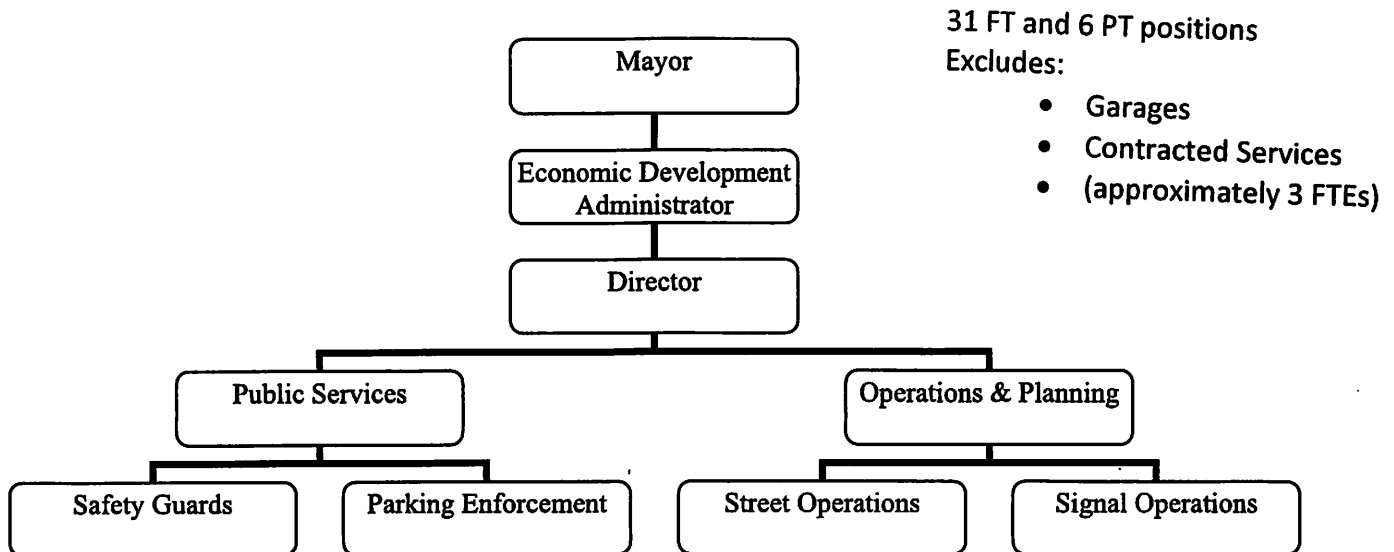 31 FT and 6 PT positions
Excludes:
• Garages
• Contracted Services
• (approximately 3 FTEs)
Mayor
Economic Development
Administrator
Director
Public Services
Operations & Planning
Safety Guards
Parking Enforcement
Street Operations
Signal Operations